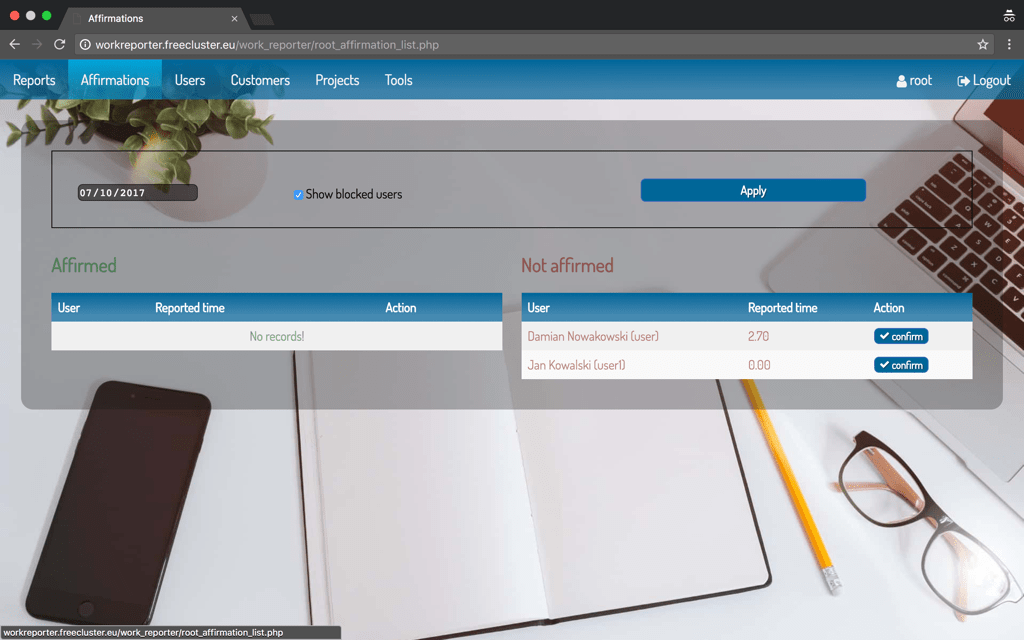 Affirmations
workreporter.freecluster.eu/work_reporter/root_affirmation_list.php
Reports Affirmations Users Customers Projects Tools root Logout
07/10/2017 Show blocked users Apply
Affirmed
User Reported time Action
No records!
Not affirmed
User Reported time Action
Damian Nowakowski (user) 2.70 confirm
Jan Kowalski (user1) 0.00 confirm
workreporter.freecluster.eu/work_reporter/root_affirmation_list.php